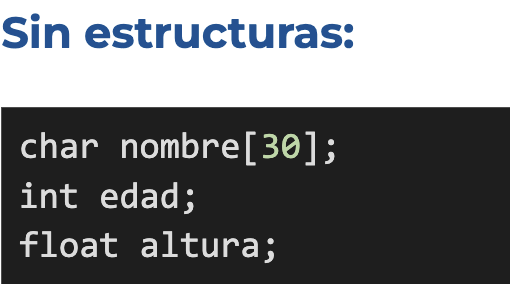 Sin estructuras:
char nombre[30];
int edad;
float altura;